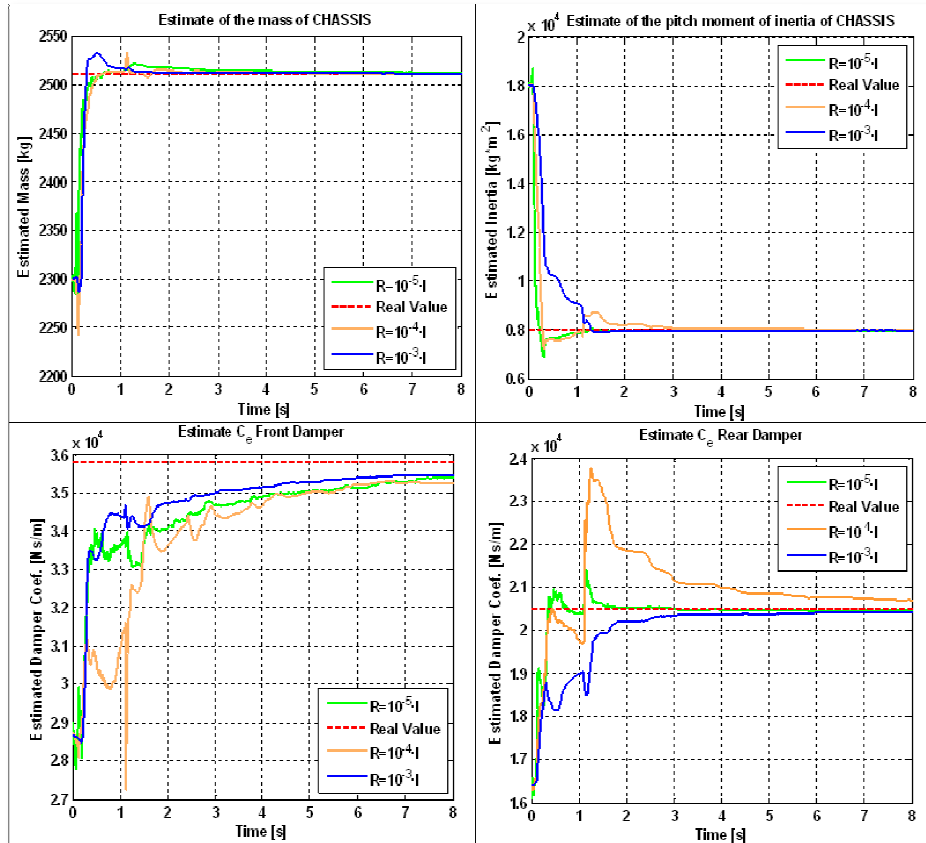 Estimate of the mass of CHASSIS
2550
2500
2450
2400
2350
2300
2250
2200
Estimated Mass [kg]
R=10⁻⁵·I
Real Value
R=10⁻⁴·I
R=10⁻³·I
0 1 2 3 4 5 6 7 8
Time [s]
Estimate of the pitch moment of inertia of CHASSIS
x 10⁴
2
1.8
1.6
1.4
1.2
1
0.8
0.6
Estimated Inertia [kg*m²]
R=10⁻⁵·I
Real Value
R=10⁻⁴·I
R=10⁻³·I
0 1 2 3 4 5 6 7 8
Time [s]
Estimate Cₑ Front Damper
x 10⁴
3.6
3.5
3.4
3.3
3.2
3.1
3
2.9
2.8
2.7
Estimated Damper Coef. [Ns/m]
R=10⁻⁵·I
Real Value
R=10⁻⁴·I
R=10⁻³·I
0 1 2 3 4 5 6 7 8
Time [s]
Estimate Cₑ Rear Damper
x 10⁴
2.4
2.3
2.2
2.1
2
1.9
1.8
1.7
1.6
Estimated Damper Coef. [Ns/m]
R=10⁻⁵·I
Real Value
R=10⁻⁴·I
R=10⁻³·I
0 1 2 3 4 5 6 7 8
Time [s]